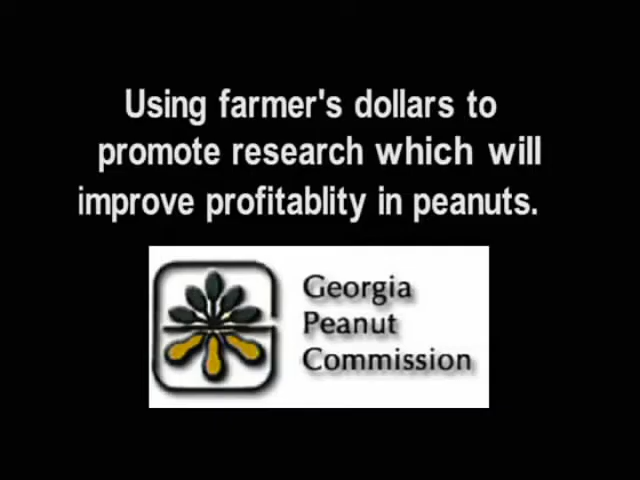 Using farmer's dollars to
promote research which will
improve profitablity in peanuts.
Georgia
Peanut
Commission